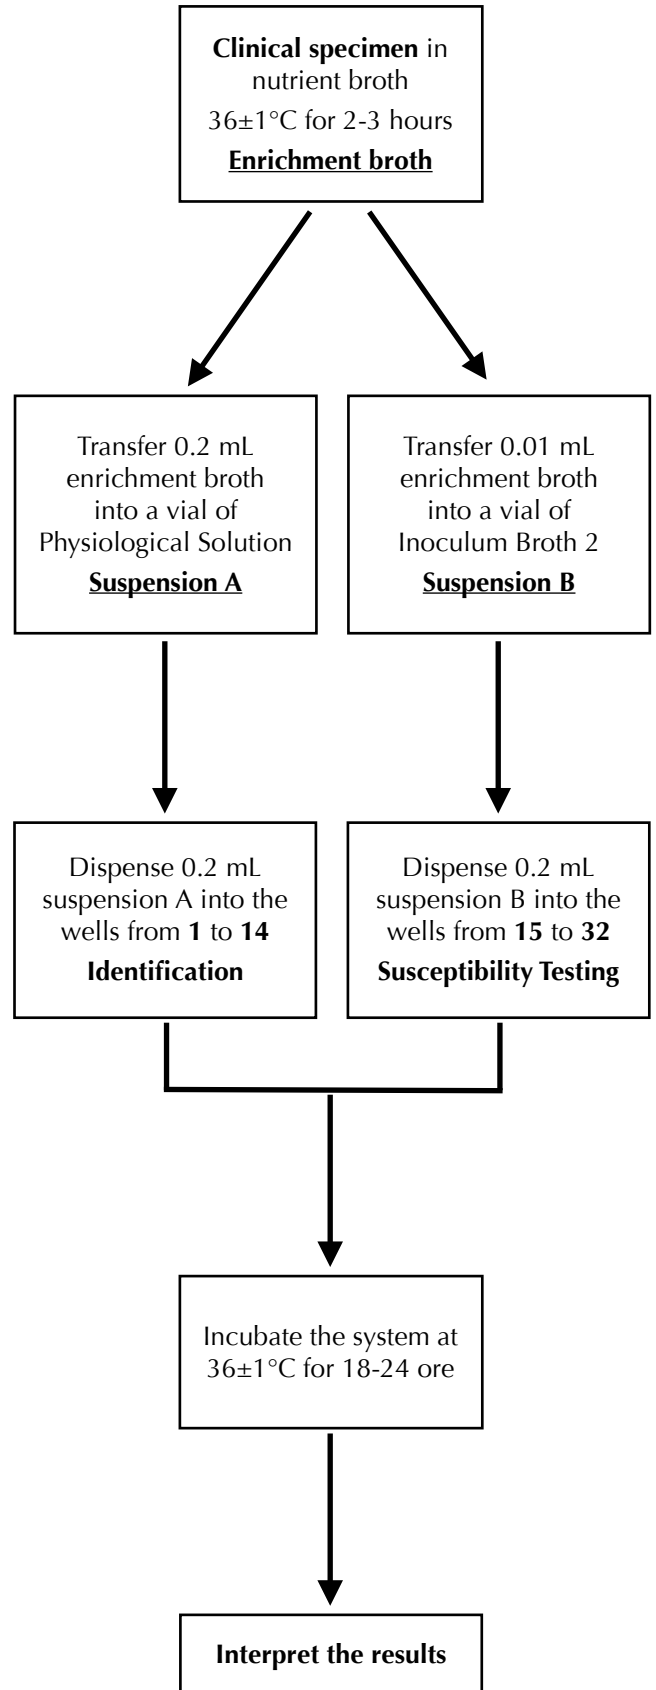 Clinical specimen in
nutrient broth
36±1°C for 2-3 hours
Enrichment broth
Transfer 0.2 mL
enrichment broth
into a vial of
Physiological Solution
Suspension A
Transfer 0.01 mL
enrichment broth
into a vial of
Inoculum Broth 2
Suspension B
Dispense 0.2 mL
suspension A into the
wells from 1 to 14
Identification
Dispense 0.2 mL
suspension B into the
wells from 15 to 32
Susceptibility Testing
Incubate the system at
36±1°C for 18-24 ore
Interpret the results